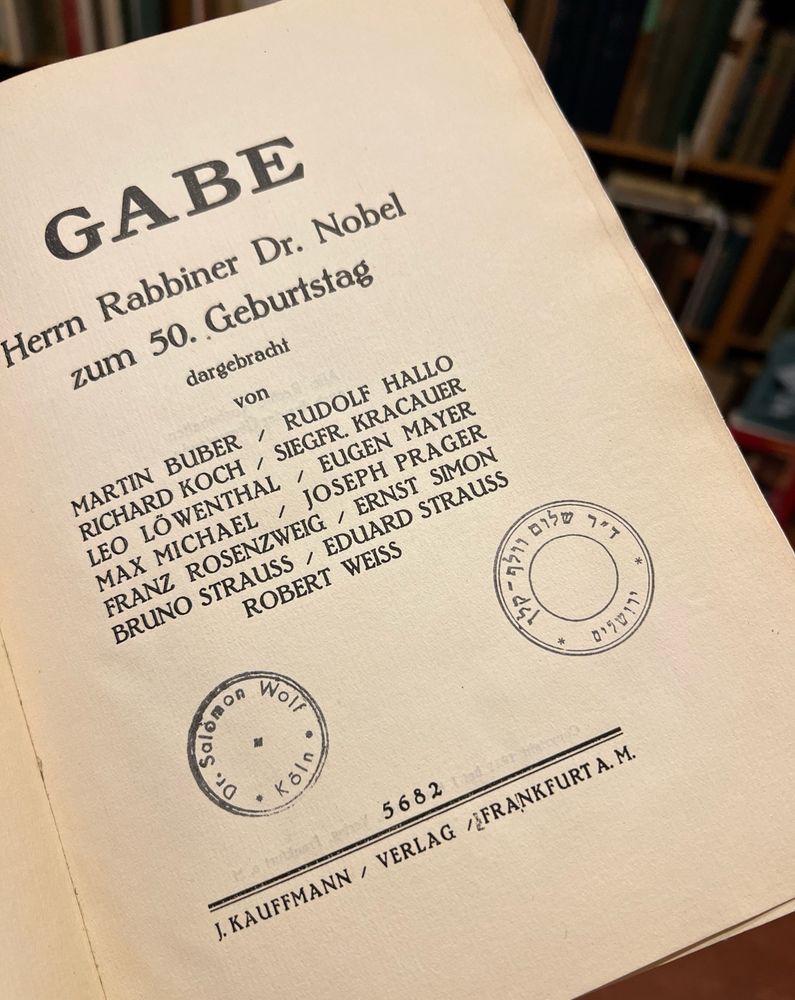 GABE
Herrn Rabbiner Dr. Nobel
zum 50. Geburtstag
dargebracht
von
MARTIN BUBER / RUDOLF HALLO
RICHARD KOCH / SIEGFR. KRACAUER
LEO LÖWENTHAL / EUGEN MAYER
MAX MICHAEL / JOSEPH PRAGER
FRANZ ROSENZWEIG / ERNST SIMON
BRUNO STRAUSS / EDUARD STRAUSS
ROBERT WEISS
ד״ר שלום וולף-קלן
* ירושלים *
Dr. Salomon Wolf
* Köln *
5682
J. KAUFFMANN / VERLAG / FRANKFURT A. M.